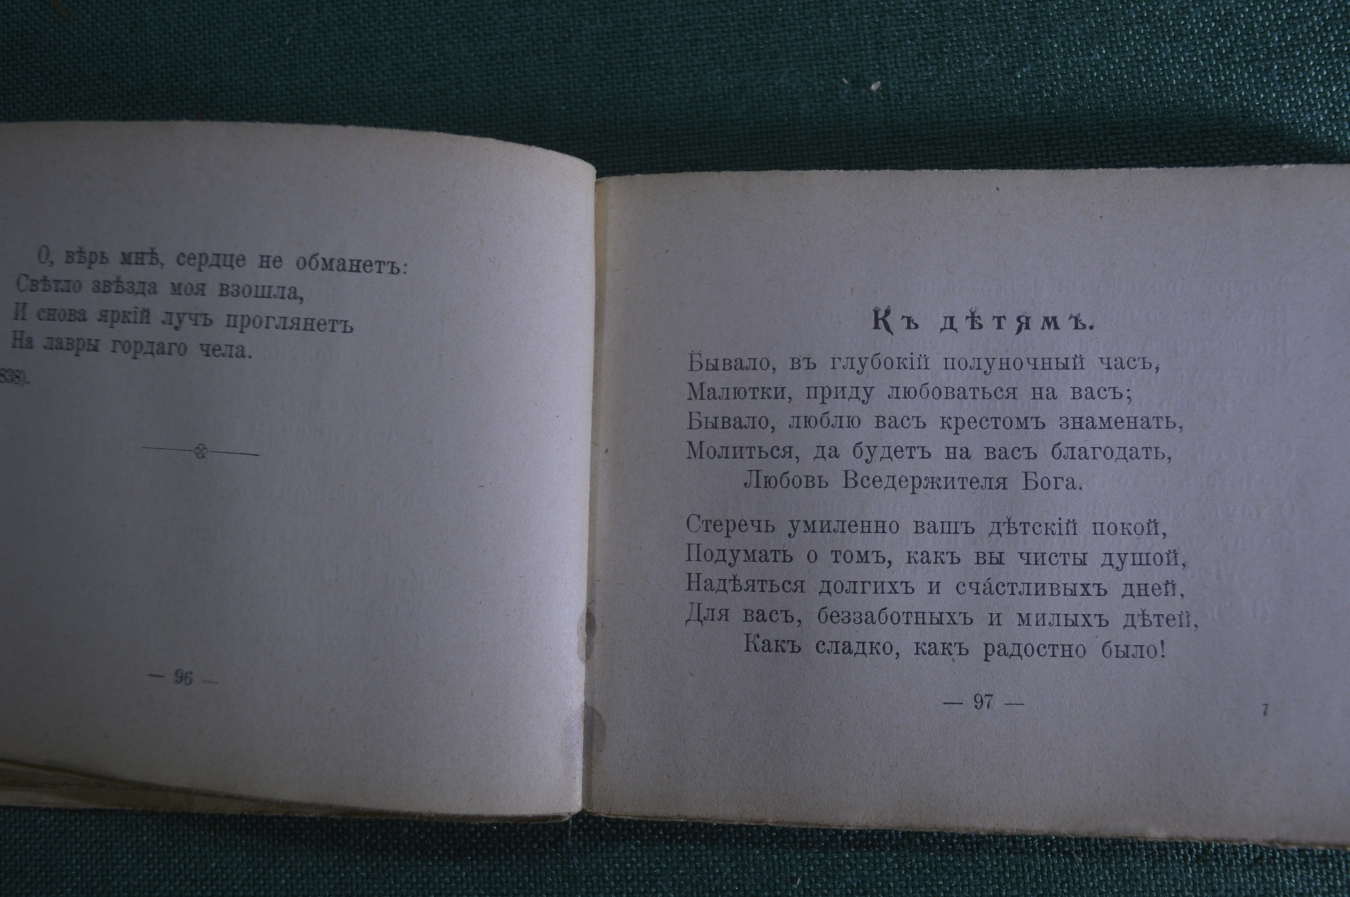 О, вѣрь мнѣ, сердце не обманетъ:
Свѣтло звѣзда моя взошла,
И снова яркій лучъ проглянетъ
На лавры гордаго чела.
838).
— 96 —
Къ дѣтямъ.
Бывало, въ глубокій полуночный часъ,
Малютки, приду любоваться на васъ;
Бывало, люблю васъ крестомъ знаменать,
Молиться, да будетъ на васъ благодать,
Любовь Вседержителя Бога.
Стеречь умиленно вашъ дѣтскій покой,
Подумать о томъ, какъ вы чисты душой,
Надѣяться долгихъ и сча́стливыхъ дней,
Для васъ, беззаботныхъ и милыхъ дѣтей,
Какъ сладко, какъ радостно было!
— 97 —
7